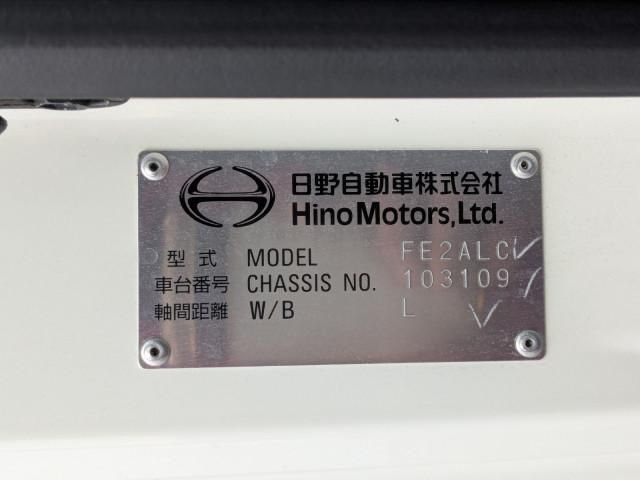 日野自動車株式会社
Hino Motors, Ltd.
型式 MODEL FE2ALC
車台番号 CHASSIS NO. 103109
軸間距離 W/B L